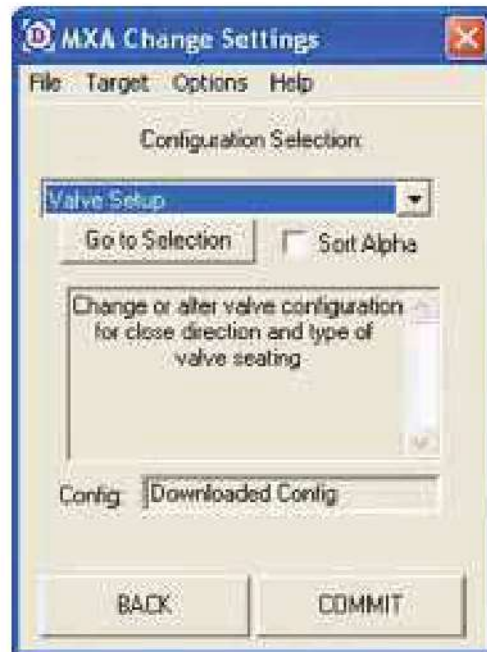 MXA Change Settings
File Target Options Help
Configuration Selection:
Valve Setup
Go to Selection Sort Alpha
Change or alter valve configuration
for close direction and type of
valve seating
Config: Downloaded Config
BACK COMMIT